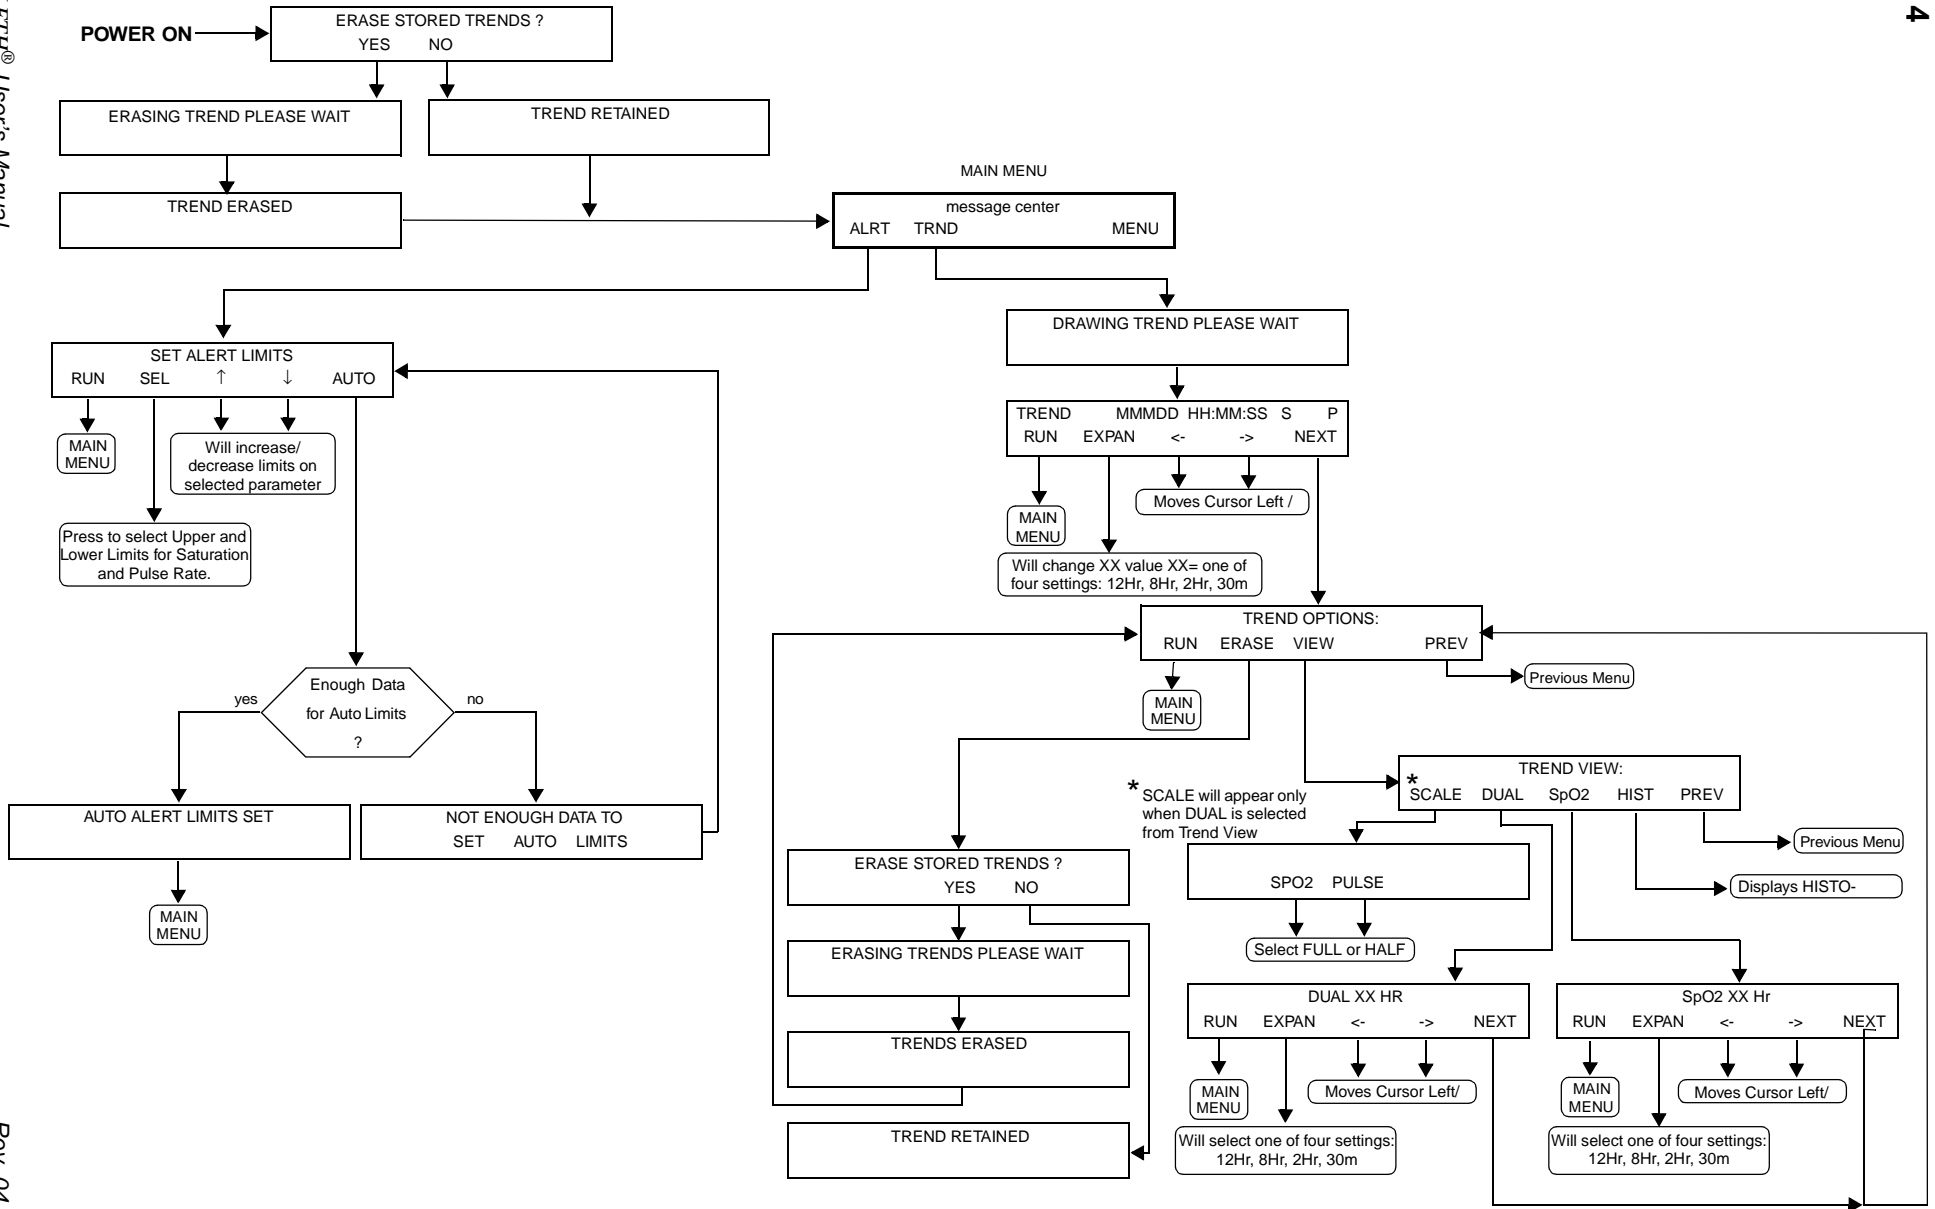 4
ERASE STORED TRENDS ?
POWER ON
YES NO
ERASING TREND PLEASE WAIT
TREND RETAINED
TREND ERASED
MAIN MENU
message center
ALRT TRND MENU
SET ALERT LIMITS
RUN SEL ↑ ↓ AUTO
MAIN
MENU
Will increase/
decrease limits on
selected parameter
Press to select Upper and
Lower Limits for Saturation
and Pulse Rate.
Enough Data
for Auto Limits
?
yes
no
AUTO ALERT LIMITS SET
MAIN
MENU
NOT ENOUGH DATA TO
SET AUTO LIMITS
DRAWING TREND PLEASE WAIT
TREND MMMDD HH:MM:SS S P
RUN EXPAN <- -> NEXT
MAIN
MENU
Moves Cursor Left /
Will change XX value XX= one of
four settings: 12Hr, 8Hr, 2Hr, 30m
TREND OPTIONS:
RUN ERASE VIEW PREV
MAIN
MENU
Previous Menu
TREND VIEW:
*
SCALE DUAL SpO2 HIST PREV
* SCALE will appear only
when DUAL is selected
from Trend View
Previous Menu
Displays HISTO-
SPO2 PULSE
Select FULL or HALF
ERASE STORED TRENDS ?
YES NO
ERASING TRENDS PLEASE WAIT
TRENDS ERASED
TREND RETAINED
DUAL XX HR
RUN EXPAN <- -> NEXT
MAIN
MENU
Moves Cursor Left/
Will select one of four settings:
12Hr, 8Hr, 2Hr, 30m
SpO2 XX Hr
RUN EXPAN <- -> NEXT
MAIN
MENU
Moves Cursor Left/
Will select one of four settings:
12Hr, 8Hr, 2Hr, 30m
User's Manual
Rev. 04